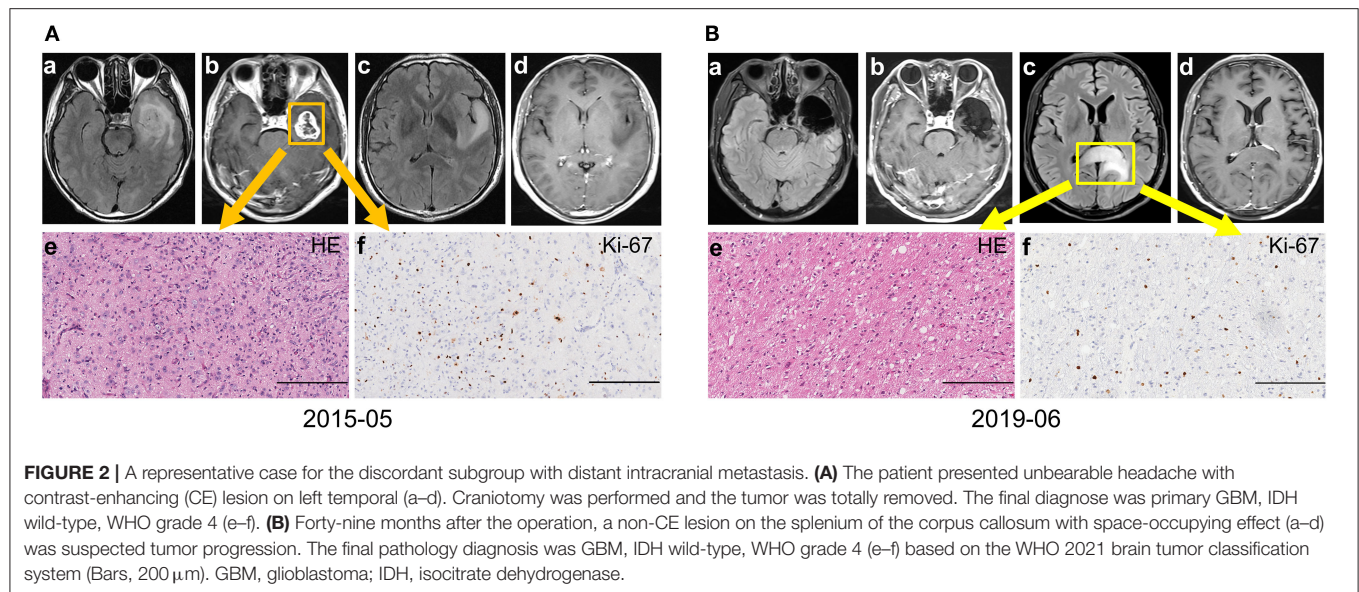 A
B
a
b
c
d
a
b
c
d
e
HE
f
Ki-67
e
HE
f
Ki-67
2015-05
2019-06
FIGURE 2 | A representative case for the discordant subgroup with distant intracranial metastasis. (A) The patient presented unbearable headache with
contrast-enhancing (CE) lesion on left temporal (a–d). Craniotomy was performed and the tumor was totally removed. The final diagnose was primary GBM, IDH
wild-type, WHO grade 4 (e–f). (B) Forty-nine months after the operation, a non-CE lesion on the splenium of the corpus callosum with space-occupying effect (a–d)
was suspected tumor progression. The final pathology diagnosis was GBM, IDH wild-type, WHO grade 4 (e–f) based on the WHO 2021 brain tumor classification
system (Bars, 200 μm). GBM, glioblastoma; IDH, isocitrate dehydrogenase.